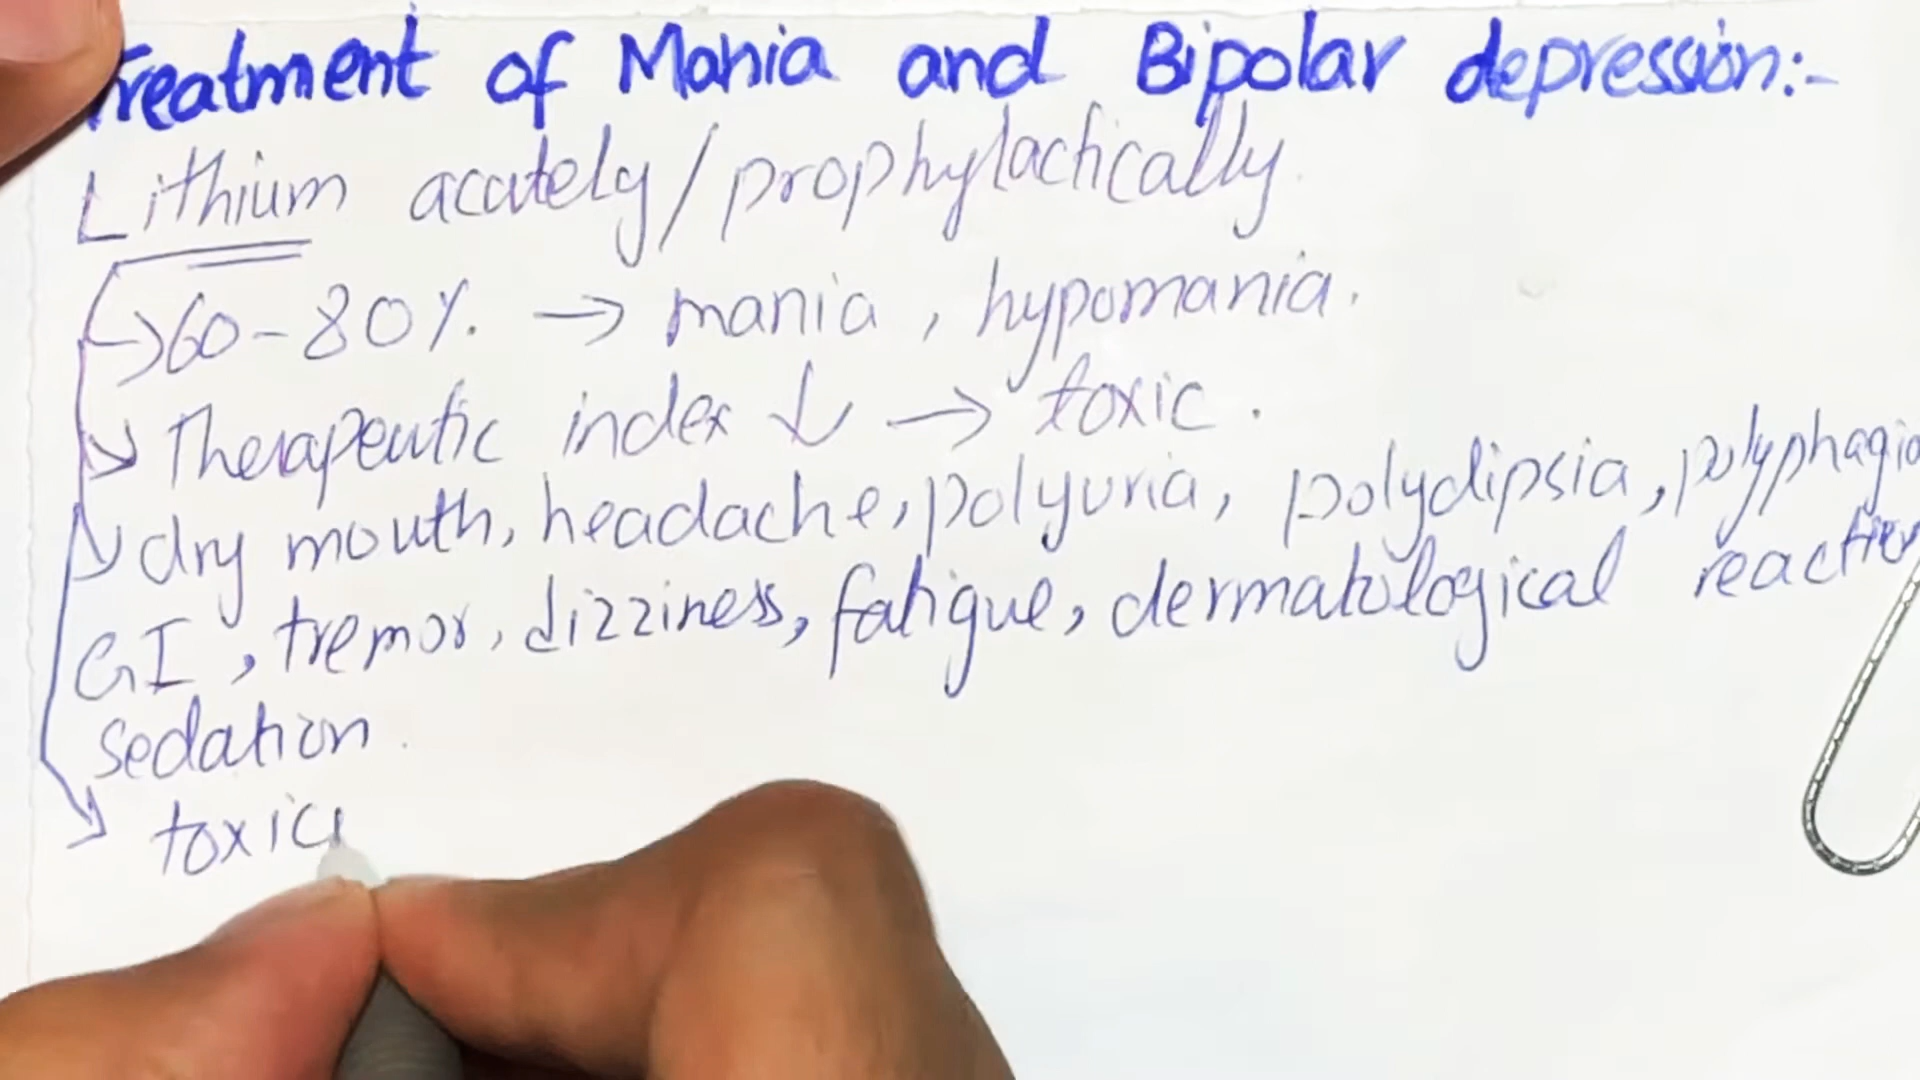 Treatment of Mania and Bipolar depression:-
Lithium acutely/prophylactically.
→ 60-80% → mania, hypomania.
→ Therapeutic index ↓ → toxic.
→ dry mouth, headache, polyuria, polydipsia, polyphagia
GI, tremor, dizziness, fatigue, dermatological reaction
sedation.
→ toxic